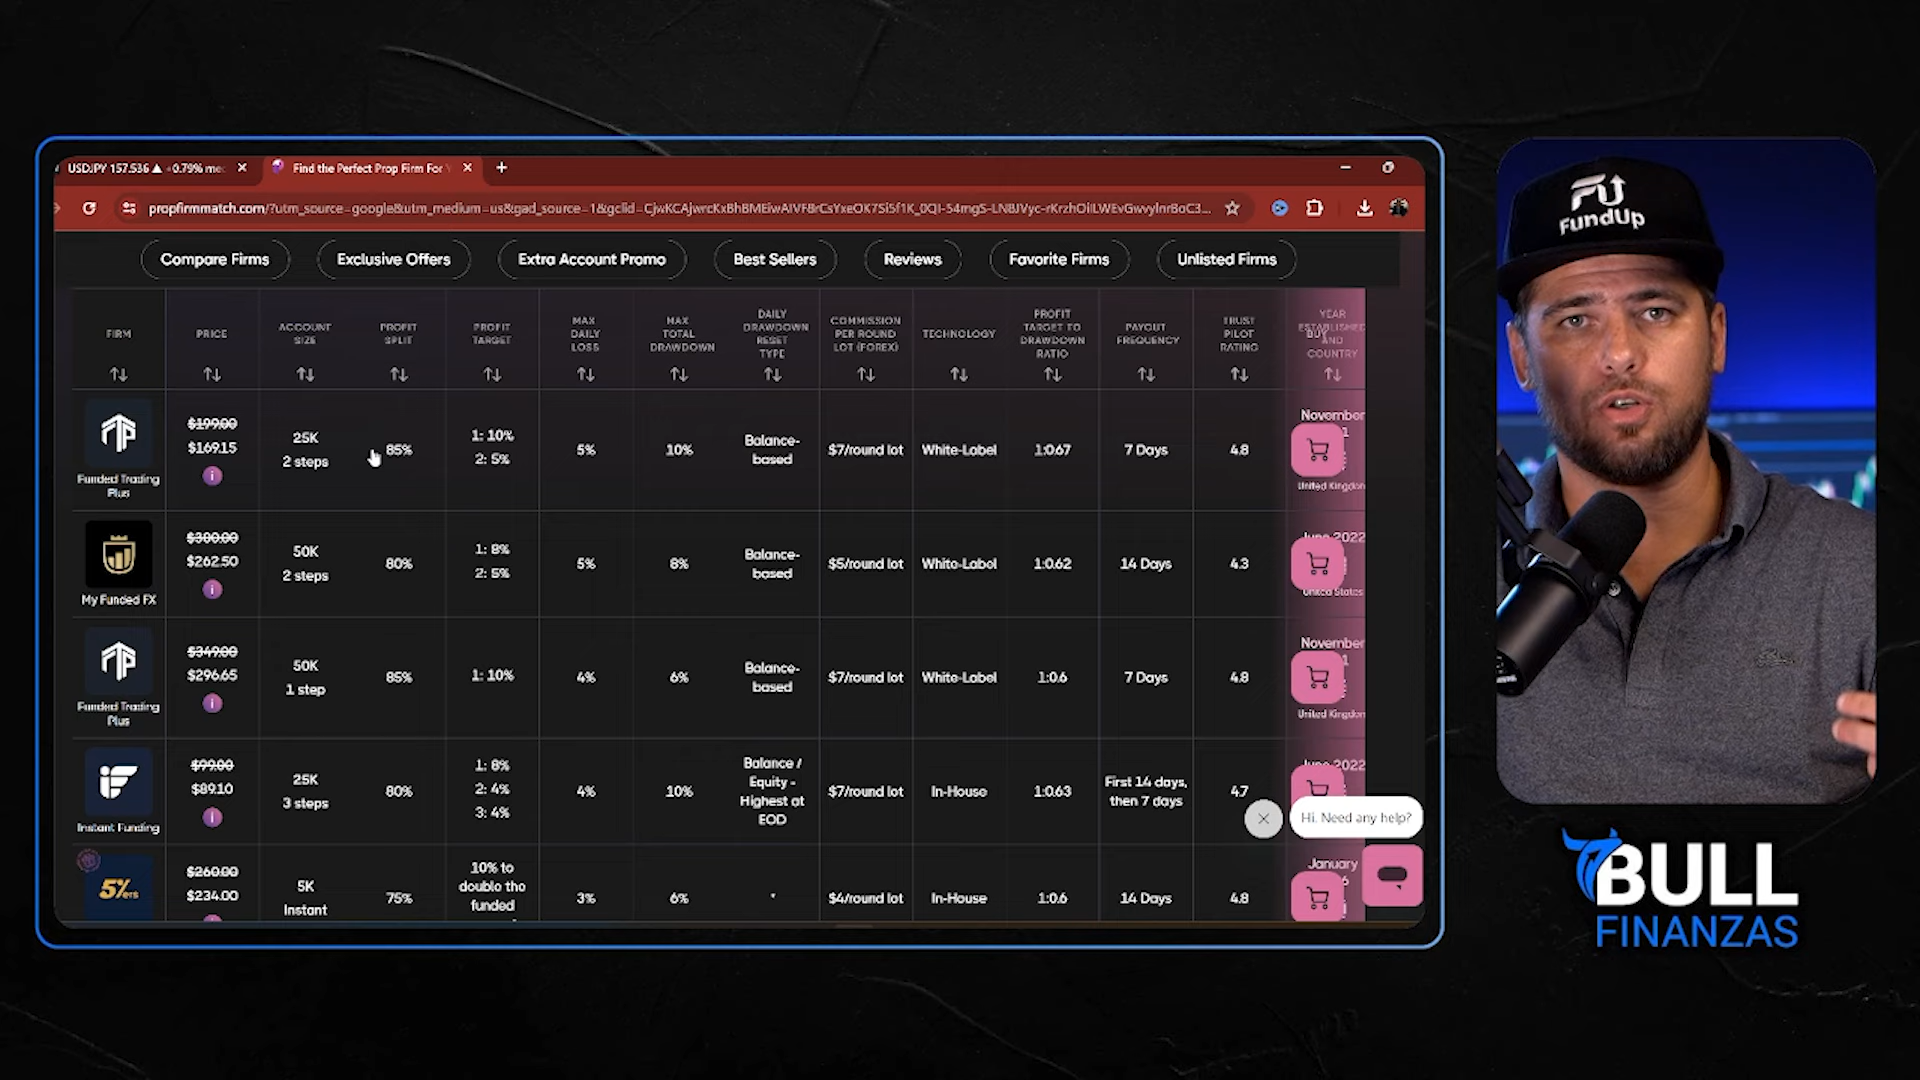 USDJPY 157.536 ▲ +0.79%
Find the Perfect Prop Firm For
propfirmmatch.com
Compare Firms
Exclusive Offers
Extra Account Promo
Best Sellers
Reviews
Favorite Firms
Unlisted Firms
FIRM
PRICE
ACCOUNT
SIZE
PROFIT
SPLIT
PROFIT
TARGET
MAX
DAILY
LOSS
MAX
TOTAL
DRAWDOWN
DAILY
DRAWDOWN
RESET
TYPE
COMMISSION
PER ROUND
LOT (FOREX)
TECHNOLOGY
PROFIT
TARGET TO
DRAWDOWN
RATIO
PAYOUT
FREQUENCY
TRUST
PILOT
RATING
YEAR
ESTABLISHED
AND
COUNTRY
BUY
Funded Trading
Plus
$199.00
$169.15
25K
2 steps
85%
1: 10%
2: 5%
5%
10%
Balance-
based
$7/round lot
White-Label
1:0.67
7 Days
4.8
November
United Kingdom
My Funded FX
$300.00
$262.50
50K
2 steps
80%
1: 8%
2: 5%
5%
8%
Balance-
based
$5/round lot
White-Label
1:0.62
14 Days
4.3
June 2022
United States
Funded Trading
Plus
$349.00
$296.65
50K
1 step
85%
1: 10%
4%
6%
Balance-
based
$7/round lot
White-Label
1:0.6
7 Days
4.8
November
United Kingdom
Instant Funding
$99.00
$89.10
25K
3 steps
80%
1: 8%
2: 4%
3: 4%
4%
10%
Balance /
Equity -
Highest at
EOD
$7/round lot
In-House
1:0.63
First 14 days,
then 7 days
4.7
June 2022
5%ers
$260.00
$234.00
5K
Instant
75%
10% to
double the
funded
3%
6%
$4/round lot
In-House
1:0.6
14 Days
4.8
January
Hi. Need any help?
FU
FundUp
BULL
FINANZAS